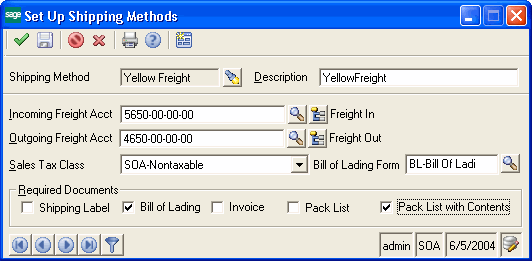 sage Set Up Shipping Methods
Shipping Method Yellow Freight Description YellowFreight
Incoming Freight Acct 5650-00-00-00 Freight In
Outgoing Freight Acct 4650-00-00-00 Freight Out
Sales Tax Class SOA-Nontaxable Bill of Lading Form BL-Bill Of Ladi
Required Documents
Shipping Label Bill of Lading Invoice Pack List Pack List with Contents
admin SOA 6/5/2004